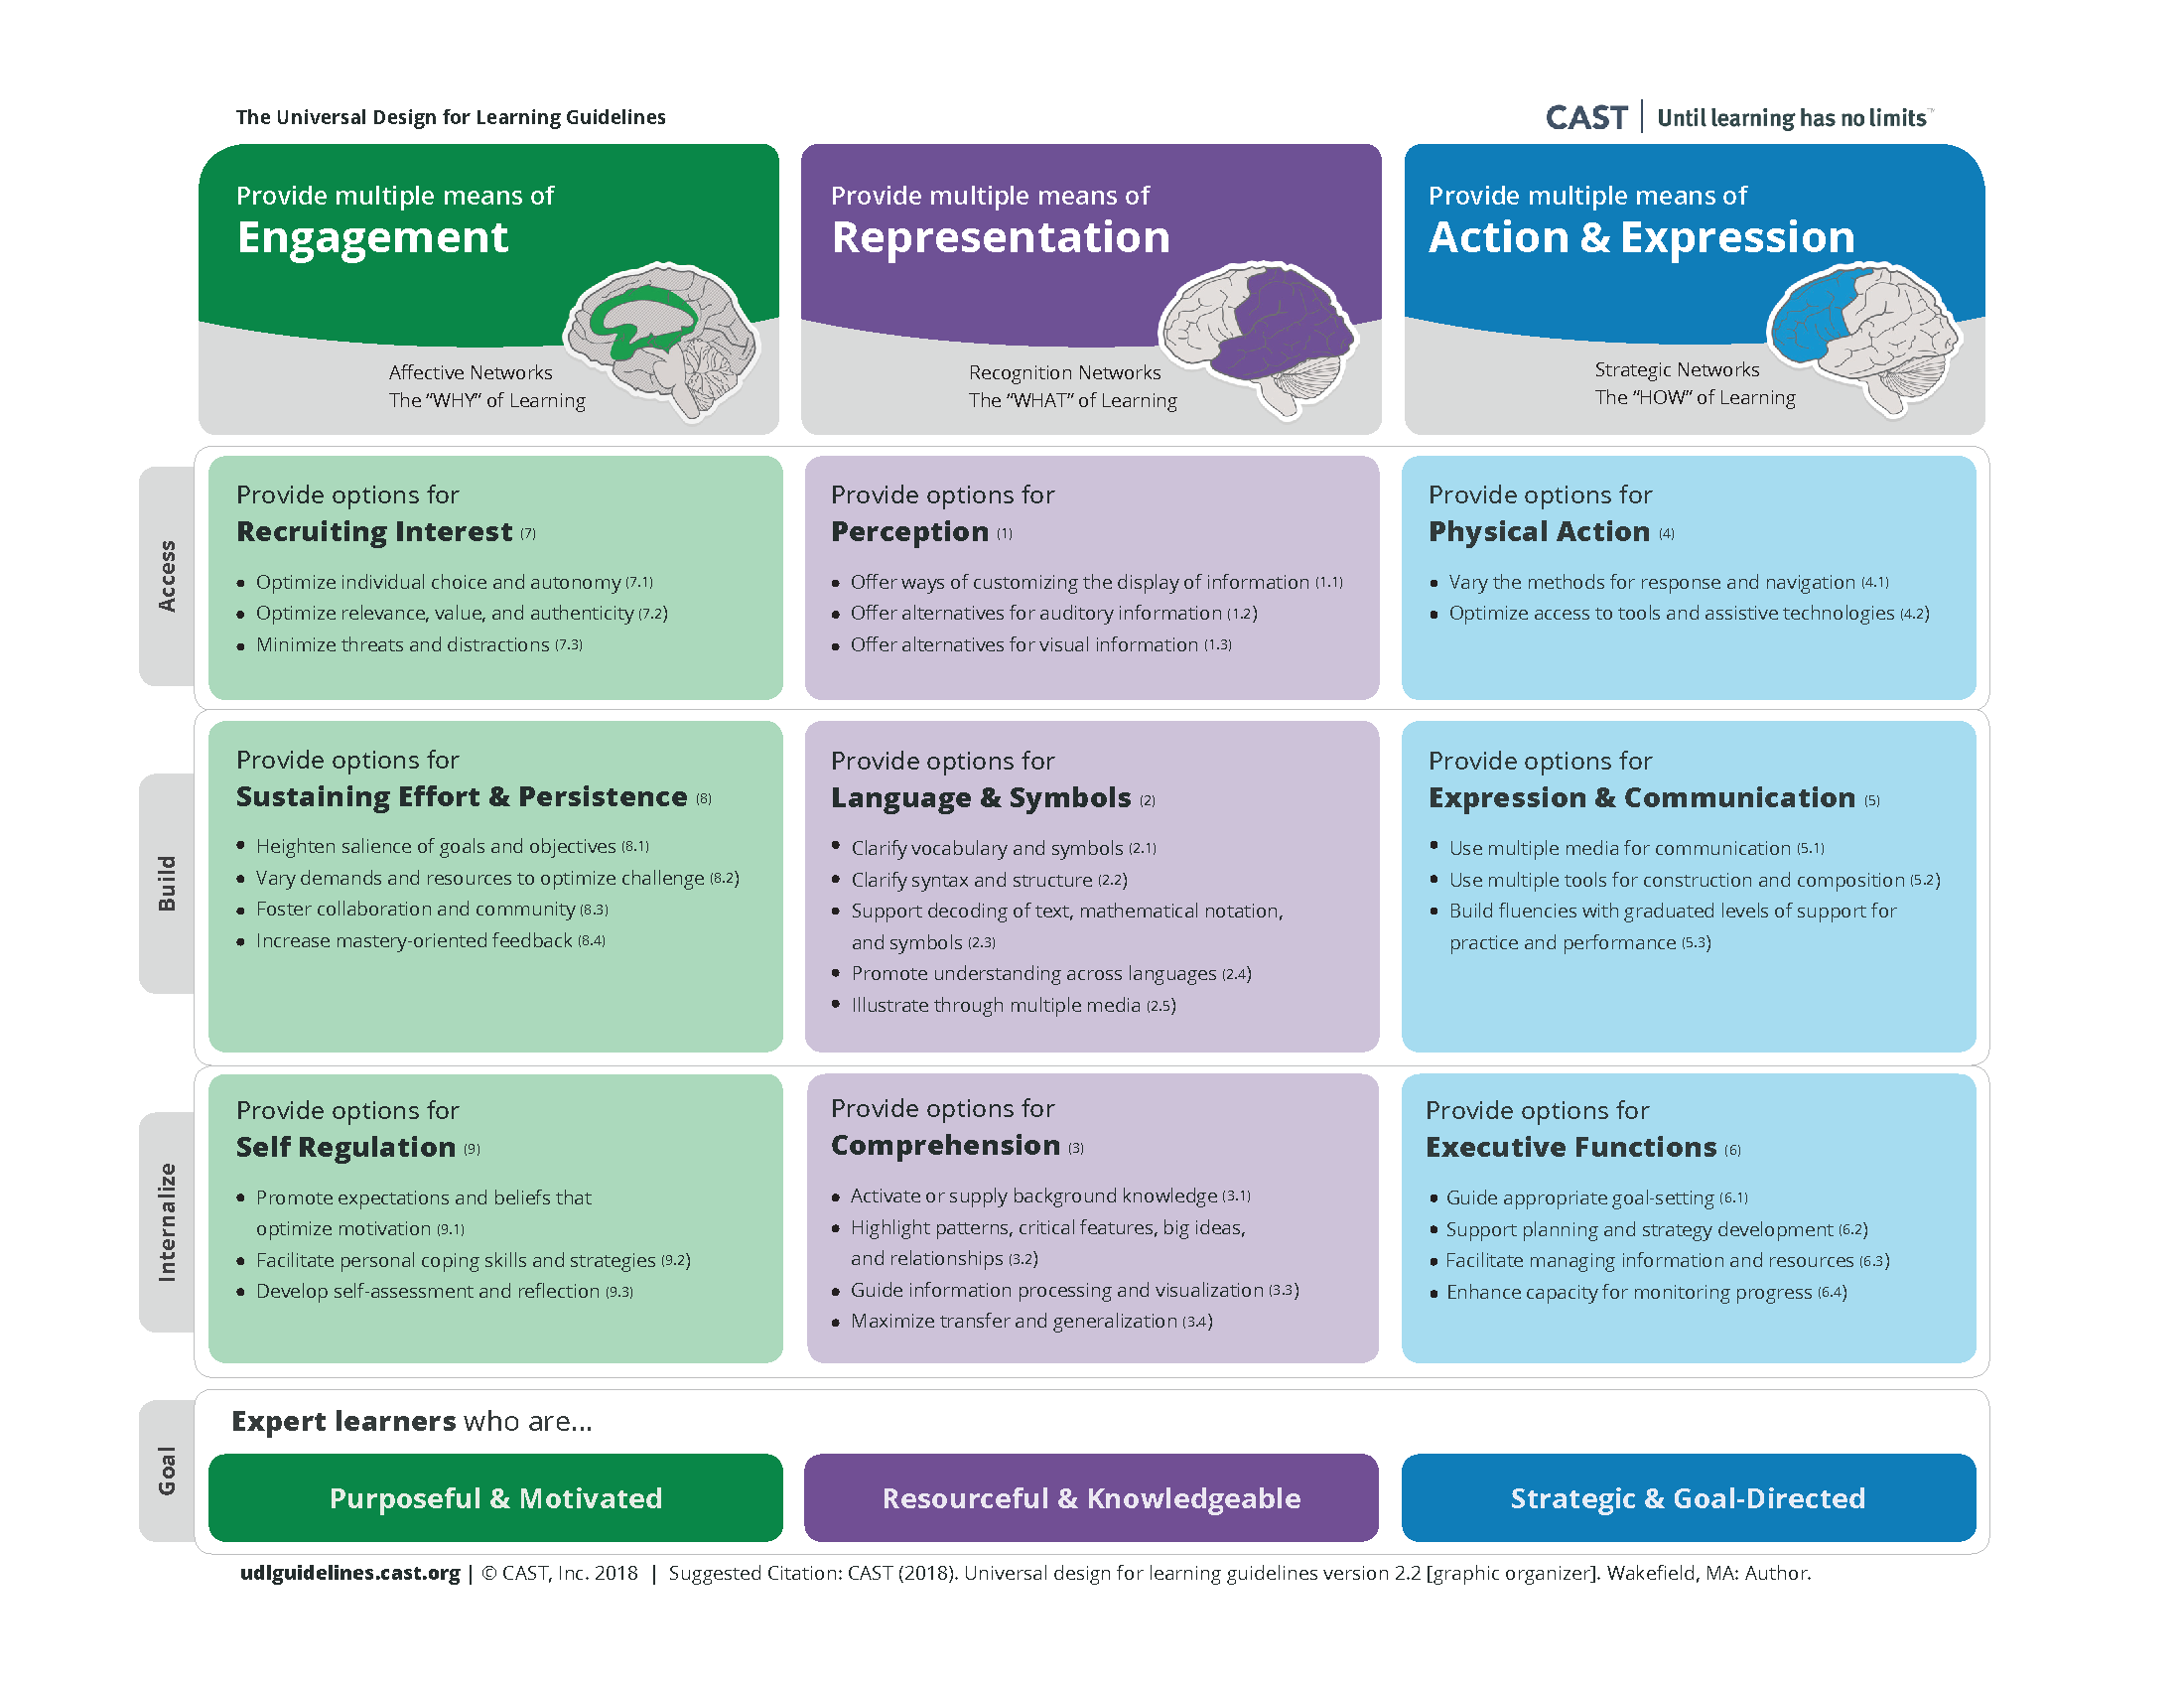 The Universal Design for Learning Guidelines
CAST | Until learning has no limits™
Provide multiple means of
Engagement
Affective Networks
The “WHY” of Learning
Provide multiple means of
Representation
Recognition Networks
The “WHAT” of Learning
Provide multiple means of
Action & Expression
Strategic Networks
The “HOW” of Learning
Access
Provide options for
Recruiting Interest (7)
• Optimize individual choice and autonomy (7.1)
• Optimize relevance, value, and authenticity (7.2)
• Minimize threats and distractions (7.3)
Provide options for
Perception (1)
• Offer ways of customizing the display of information (1.1)
• Offer alternatives for auditory information (1.2)
• Offer alternatives for visual information (1.3)
Provide options for
Physical Action (4)
• Vary the methods for response and navigation (4.1)
• Optimize access to tools and assistive technologies (4.2)
Build
Provide options for
Sustaining Effort & Persistence (8)
• Heighten salience of goals and objectives (8.1)
• Vary demands and resources to optimize challenge (8.2)
• Foster collaboration and community (8.3)
• Increase mastery-oriented feedback (8.4)
Provide options for
Language & Symbols (2)
• Clarify vocabulary and symbols (2.1)
• Clarify syntax and structure (2.2)
• Support decoding of text, mathematical notation,
and symbols (2.3)
• Promote understanding across languages (2.4)
• Illustrate through multiple media (2.5)
Provide options for
Expression & Communication (5)
• Use multiple media for communication (5.1)
• Use multiple tools for construction and composition (5.2)
• Build fluencies with graduated levels of support for
practice and performance (5.3)
Internalize
Provide options for
Self Regulation (9)
• Promote expectations and beliefs that
optimize motivation (9.1)
• Facilitate personal coping skills and strategies (9.2)
• Develop self-assessment and reflection (9.3)
Provide options for
Comprehension (3)
• Activate or supply background knowledge (3.1)
• Highlight patterns, critical features, big ideas,
and relationships (3.2)
• Guide information processing and visualization (3.3)
• Maximize transfer and generalization (3.4)
Provide options for
Executive Functions (6)
• Guide appropriate goal-setting (6.1)
• Support planning and strategy development (6.2)
• Facilitate managing information and resources (6.3)
• Enhance capacity for monitoring progress (6.4)
Goal
Expert learners who are...
Purposeful & Motivated
Resourceful & Knowledgeable
Strategic & Goal-Directed
udlguidelines.cast.org | © CAST, Inc. 2018 | Suggested Citation: CAST (2018). Universal design for learning guidelines version 2.2 [graphic organizer]. Wakefield, MA: Author.